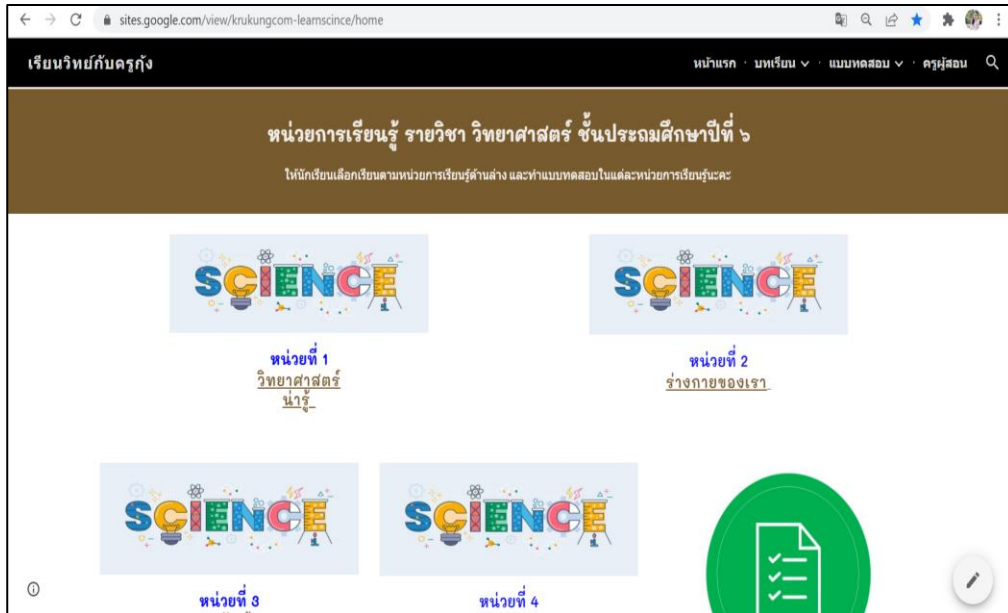 sites.google.com/view/krukungcom-learnscince/home
เรียนวิทย์กับครูกุ้ง
หน้าแรก
บทเรียน
แบบทดสอบ
ครูผู้สอน
หน่วยการเรียนรู้ รายวิชา วิทยาศาสตร์ ชั้นประถมศึกษาปีที่ ๖
ให้นักเรียนเลือกเรียนตามหน่วยการเรียนรู้ด้านล่าง และทำแบบทดสอบในแต่ละหน่วยการเรียนรู้นะคะ
SCIENCE
SCIENCE
หน่วยที่ 1
วิทยาศาสตร์
น่ารู้
หน่วยที่ 2
ร่างกายของเรา
SCIENCE
SCIENCE
หน่วยที่ 3
หน่วยที่ 4